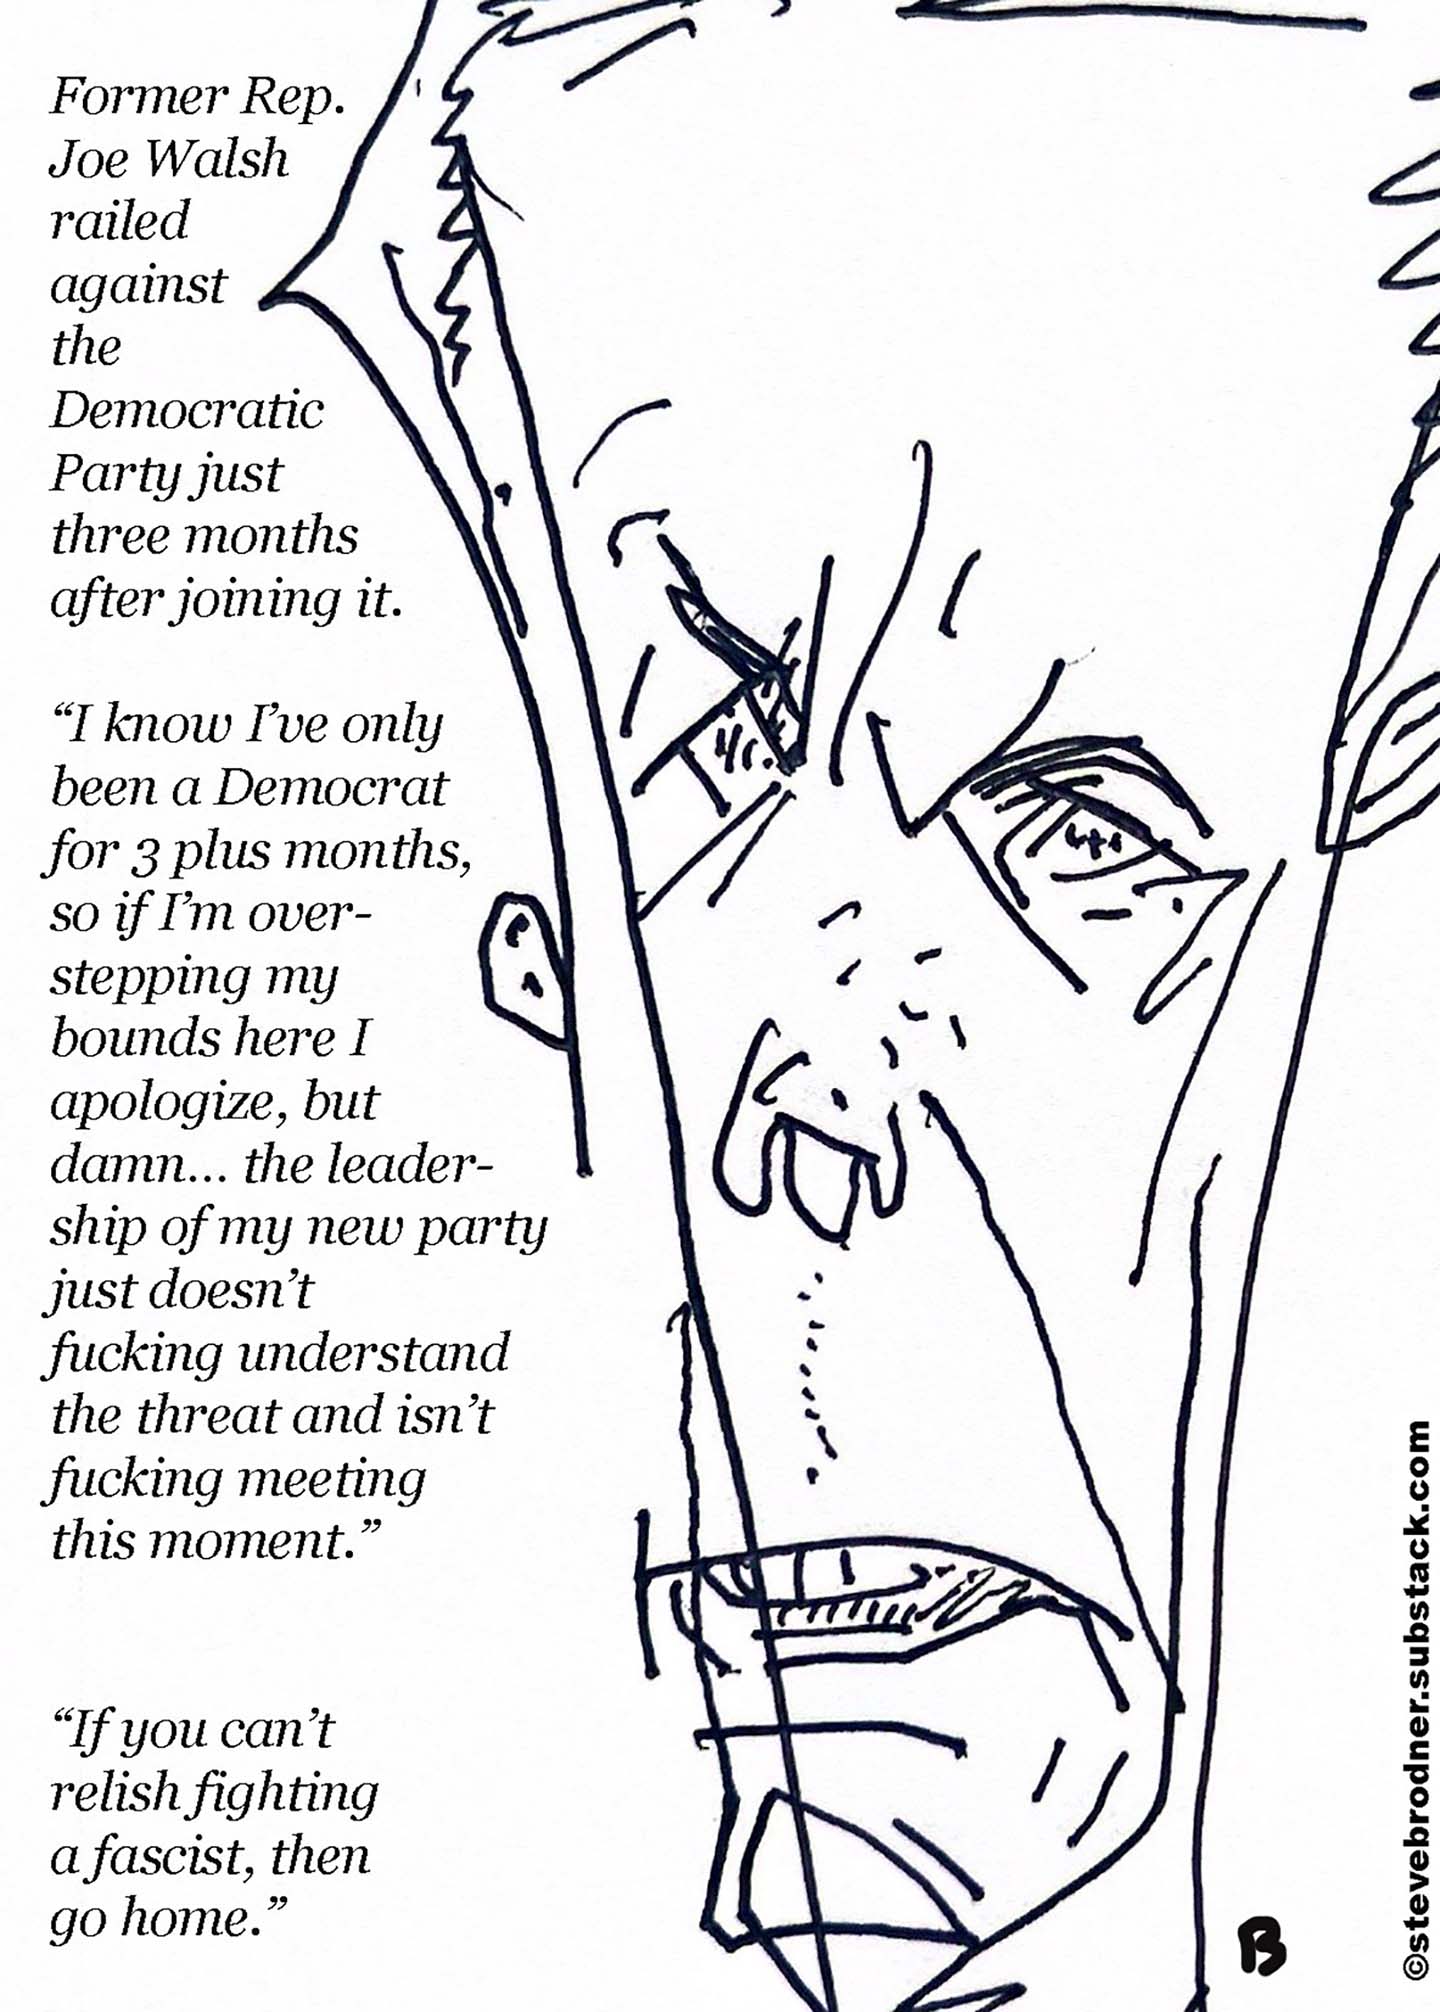 Former Rep.
Joe Walsh
railed
against
the
Democratic
Party just
three months
after joining it.
“I know I’ve only
been a Democrat
for 3 plus months,
so if I’m over-
stepping my
bounds here I
apologize, but
damn... the leader-
ship of my new party
just doesn’t
fucking understand
the threat and isn’t
fucking meeting
this moment.”
“If you can’t
relish fighting
a fascist, then
go home.”
B
©stevebrodner.substack.com